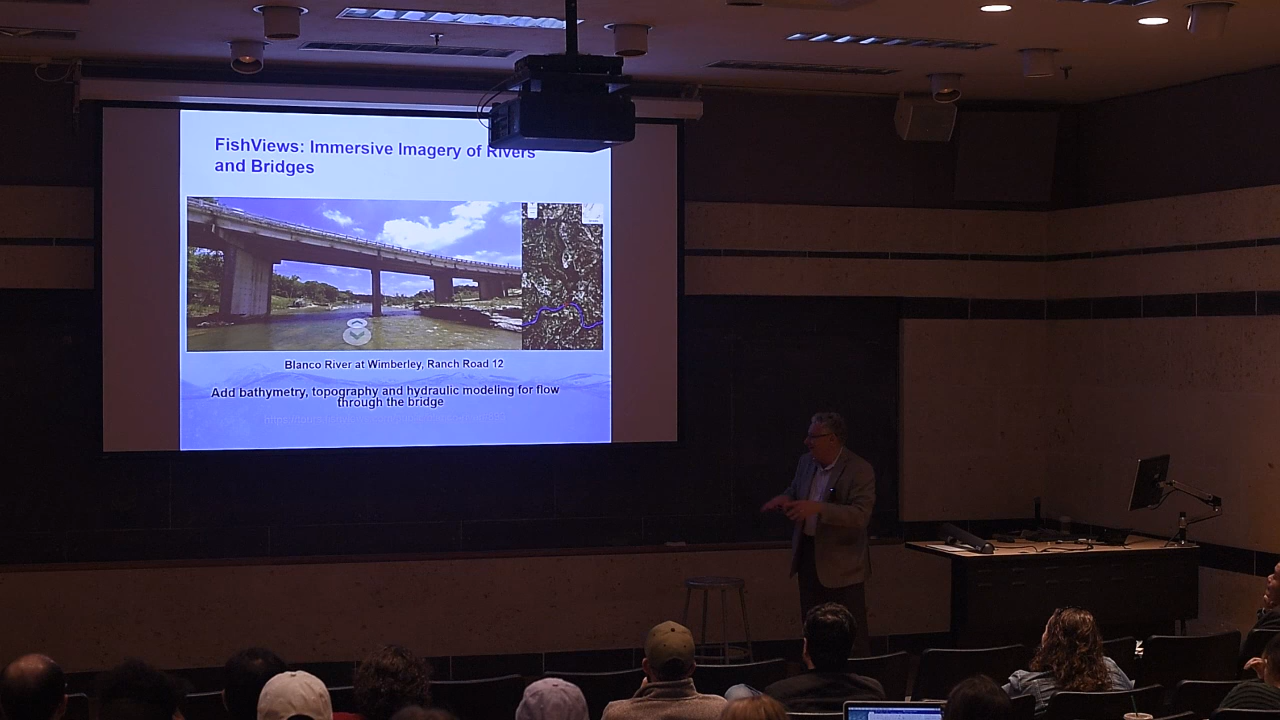 FishViews: Immersive Imagery of Rivers
and Bridges
Blanco River at Wimberley, Ranch Road 12
Add bathymetry, topography and hydraulic modeling for flow
through the bridge